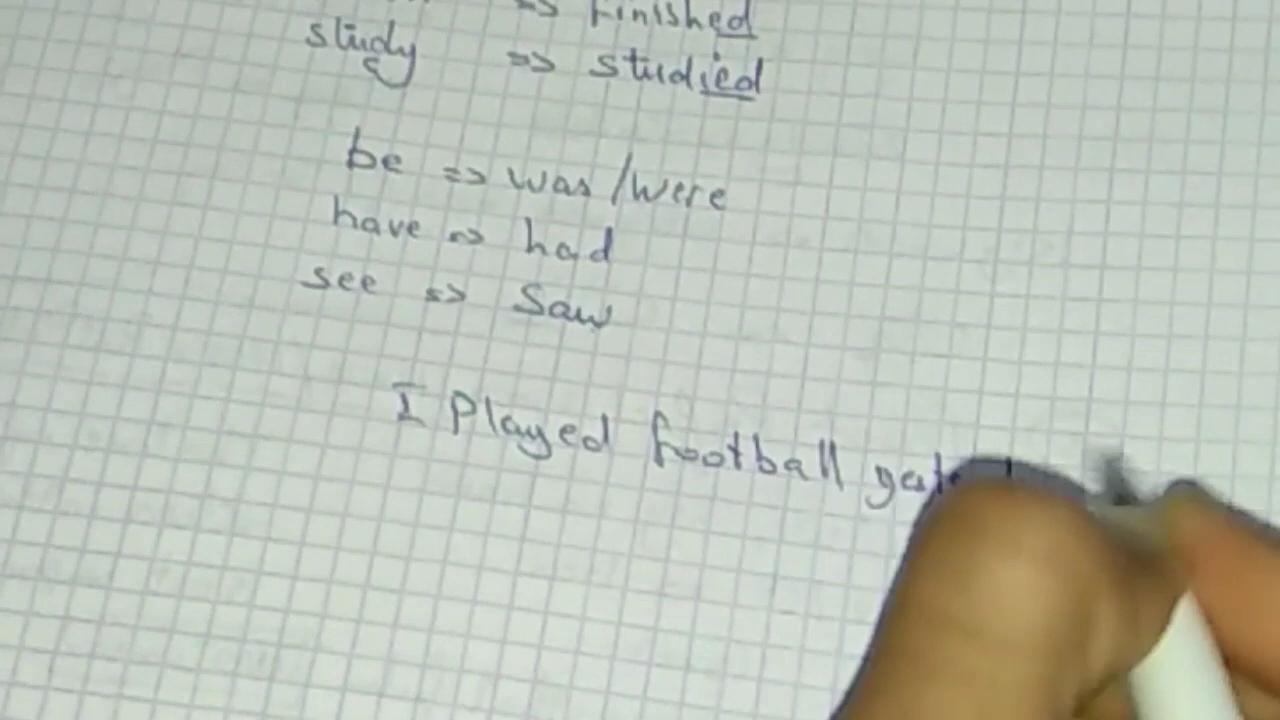 => Finished
study => studied
be => was/were
have => had
see => Saw
I Played football